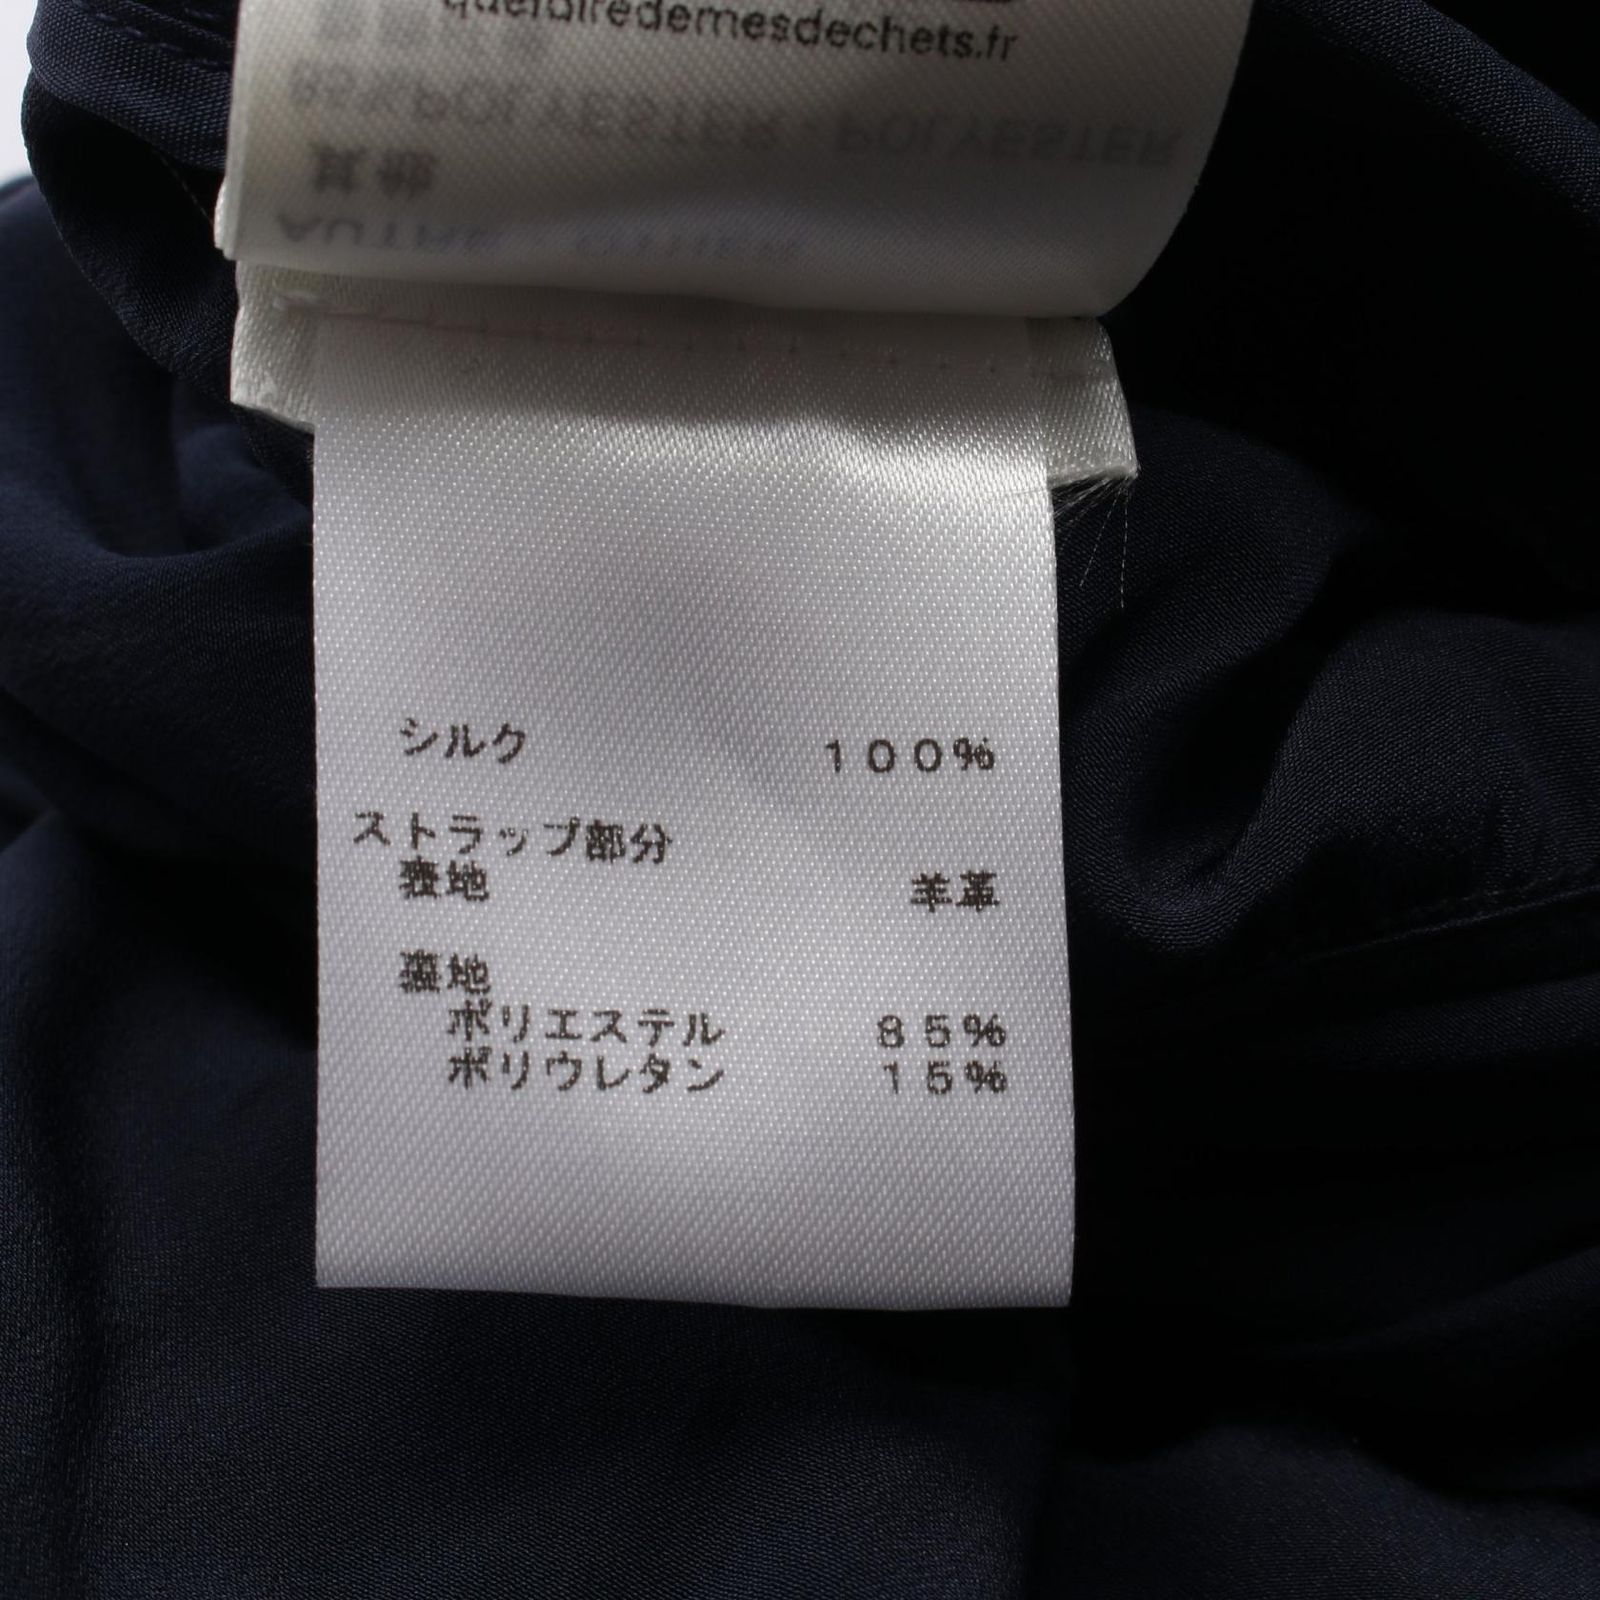 quefairedemesdechets.fr
シルク 100%
ストラップ部分
表地 羊革
裏地
ポリエステル 85%
ポリウレタン 15%